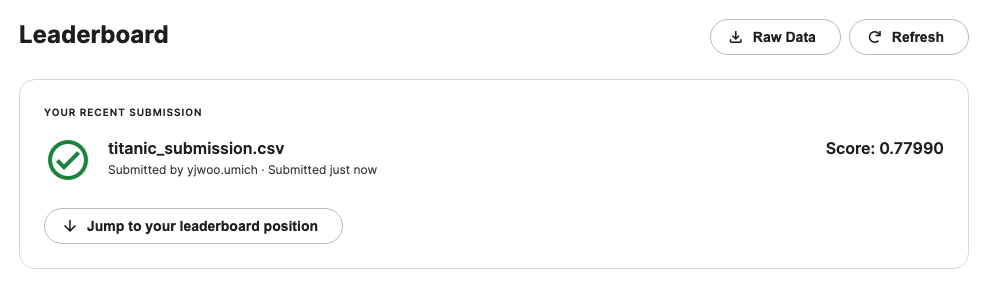 Leaderboard
Raw Data
Refresh
YOUR RECENT SUBMISSION
titanic_submission.csv
Score: 0.77990
Submitted by yjwoo.umich · Submitted just now
Jump to your leaderboard position